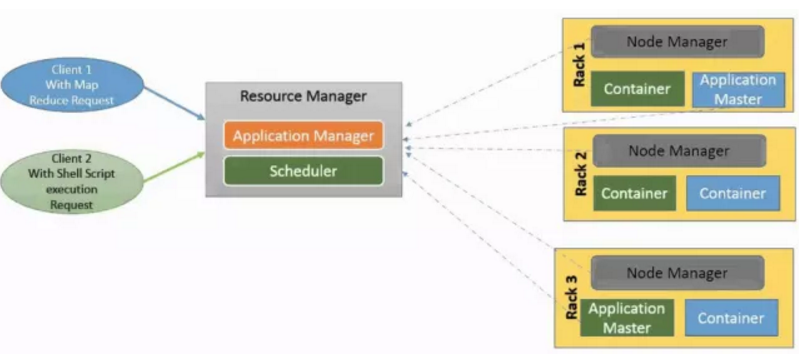 Client 1
With Map
Reduce Request
Client 2
With Shell Script
execution
Request
Resource Manager
Application Manager
Scheduler
Rack 1
Node Manager
Container
Application
Master
Rack 2
Node Manager
Container
Container
Rack 3
Node Manager
Application
Master
Container